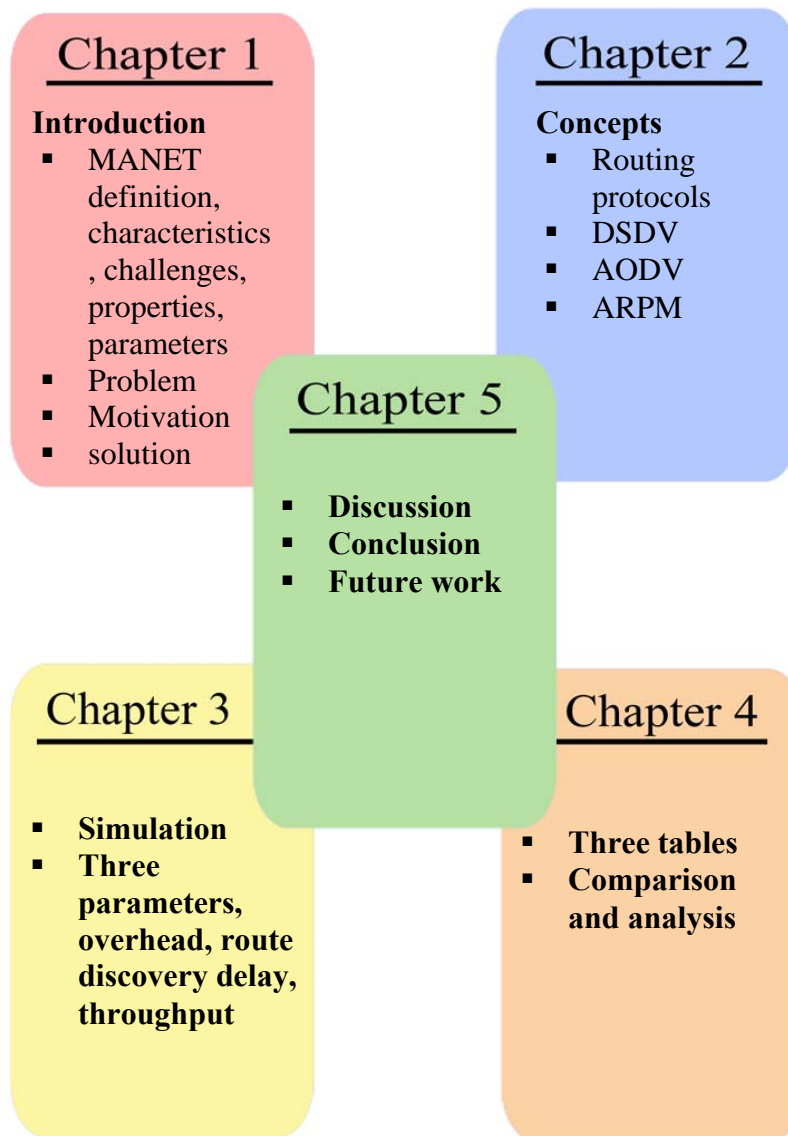 Chapter 1
Introduction
▪ MANET
definition,
characteristics
, challenges,
properties,
parameters
▪ Problem
▪ Motivation
▪ solution
Chapter 2
Concepts
▪ Routing
protocols
▪ DSDV
▪ AODV
▪ ARPM
Chapter 5
▪ Discussion
▪ Conclusion
▪ Future work
Chapter 3
▪ Simulation
▪ Three
parameters,
overhead, route
discovery delay,
throughput
Chapter 4
▪ Three tables
▪ Comparison
and analysis